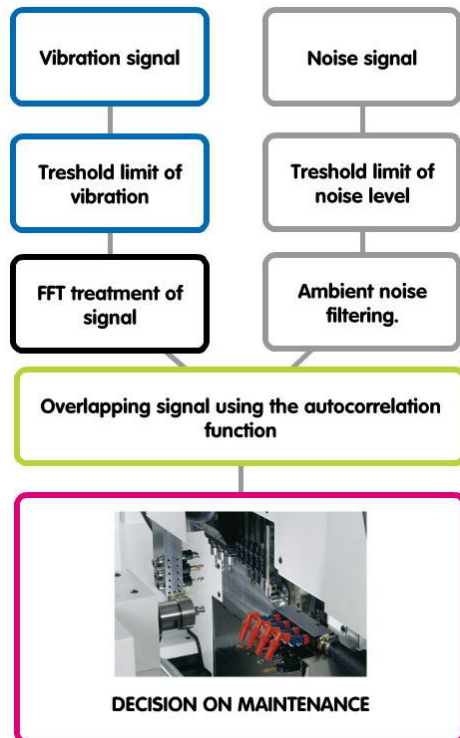 Vibration signal
Noise signal
Treshold limit of
vibration
Treshold limit of
noise level
FFT treatment of
signal
Ambient noise
filtering.
Overlapping signal using the autocorrelation
function
DECISION ON MAINTENANCE